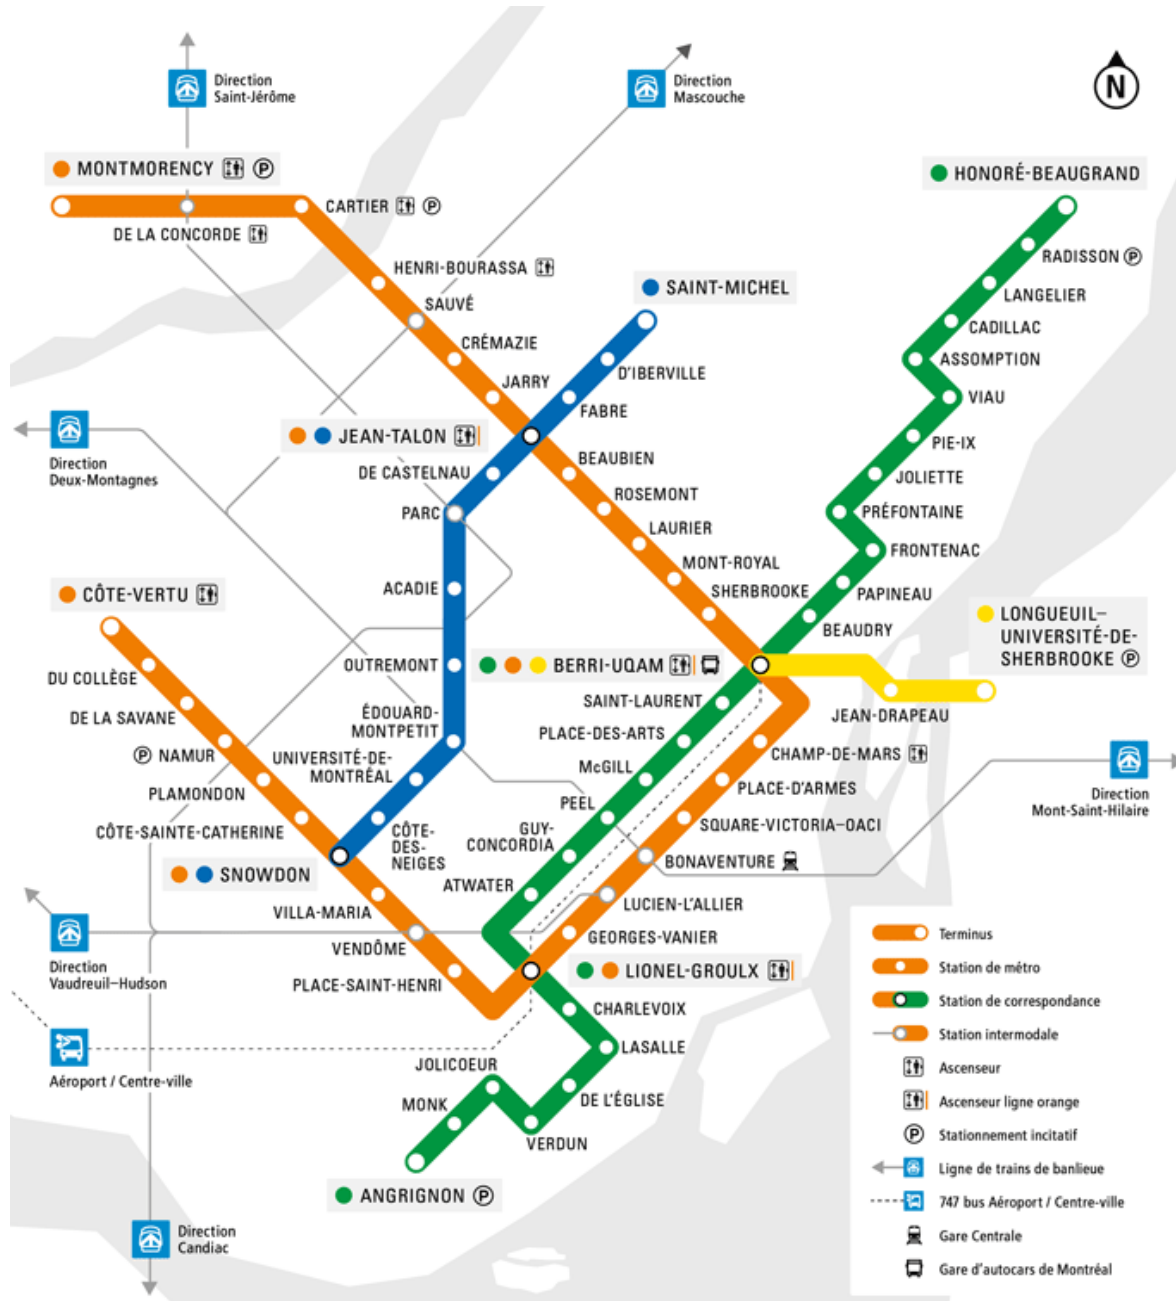 Direction
Saint-Jérôme
Direction
Mascouche
N
MONTMORENCY P
HONORÉ-BEAUGRAND
CARTIER P
DE LA CONCORDE
RADISSON P
HENRI-BOURASSA
SAINT-MICHEL
LANGELIER
SAUVÉ
CADILLAC
CRÉMAZIE
ASSOMPTION
D'IBERVILLE
JARRY
VIAU
FABRE
JEAN-TALON
PIE-IX
Direction
Deux-Montagnes
BEAUBIEN
DE CASTELNAU
JOLIETTE
ROSEMONT
PARC
PRÉFONTAINE
LAURIER
FRONTENAC
MONT-ROYAL
ACADIE
SHERBROOKE
PAPINEAU
CÔTE-VERTU
BEAUDRY
LONGUEUIL–
UNIVERSITÉ-DE-
SHERBROOKE P
OUTREMONT
BERRI-UQAM
DU COLLÈGE
SAINT-LAURENT
JEAN-DRAPEAU
DE LA SAVANE
ÉDOUARD-
MONTPETIT
PLACE-DES-ARTS
P NAMUR
CHAMP-DE-MARS
UNIVERSITÉ-DE-
MONTRÉAL
McGILL
PLAMONDON
PLACE-D'ARMES
Direction
Mont-Saint-Hilaire
PEEL
CÔTE-SAINTE-CATHERINE
CÔTE-
DES-
NEIGES
GUY-
CONCORDIA
SQUARE-VICTORIA–OACI
BONAVENTURE
SNOWDON
ATWATER
VILLA-MARIA
LUCIEN-L'ALLIER
VENDÔME
GEORGES-VANIER
Direction
Vaudreuil–Hudson
PLACE-SAINT-HENRI
LIONEL-GROULX
CHARLEVOIX
LASALLE
Aéroport / Centre-ville
JOLICOEUR
DE L'ÉGLISE
MONK
VERDUN
ANGRIGNON P
Direction
Candiac
Terminus
Station de métro
Station de correspondance
Station intermodale
Ascenseur
Ascenseur ligne orange
P Stationnement incitatif
Ligne de trains de banlieue
747 bus Aéroport / Centre-ville
Gare Centrale
Gare d'autocars de Montréal